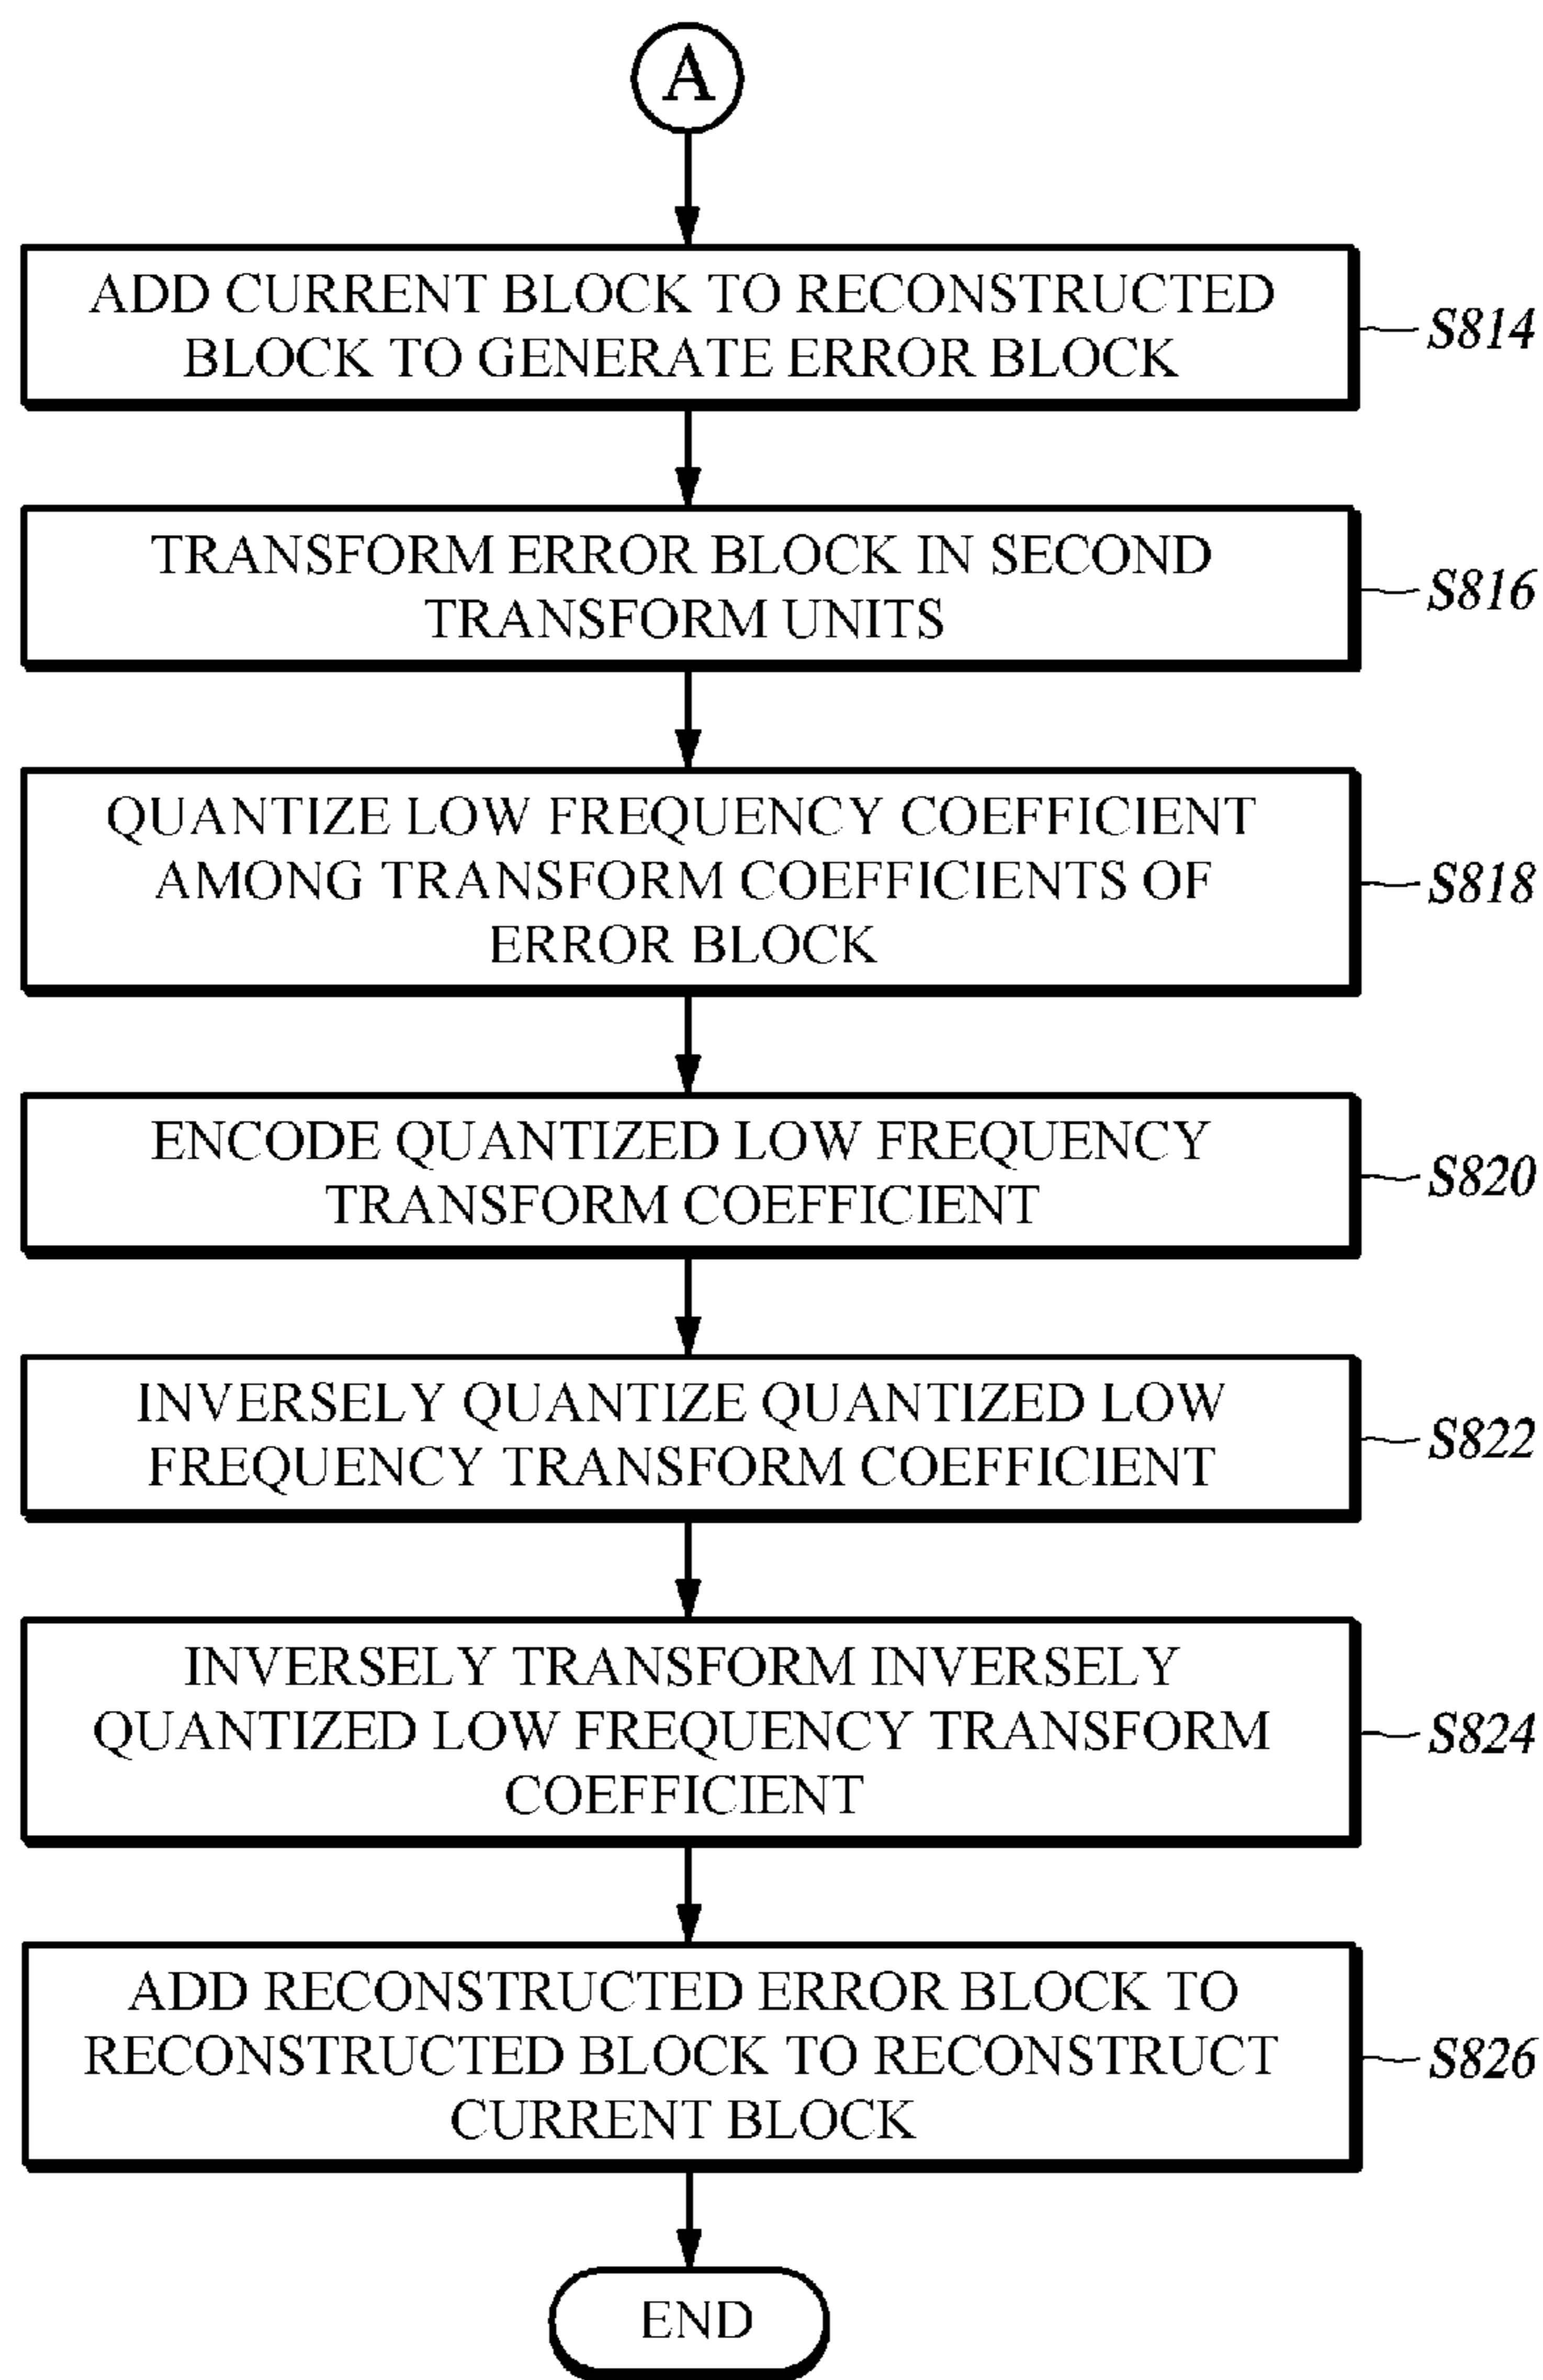 A
ADD CURRENT BLOCK TO RECONSTRUCTED
BLOCK TO GENERATE ERROR BLOCK
S814
TRANSFORM ERROR BLOCK IN SECOND
TRANSFORM UNITS
S816
QUANTIZE LOW FREQUENCY COEFFICIENT
AMONG TRANSFORM COEFFICIENTS OF
ERROR BLOCK
S818
ENCODE QUANTIZED LOW FREQUENCY
TRANSFORM COEFFICIENT
S820
INVERSELY QUANTIZE QUANTIZED LOW
FREQUENCY TRANSFORM COEFFICIENT
S822
INVERSELY TRANSFORM INVERSELY
QUANTIZED LOW FREQUENCY TRANSFORM
COEFFICIENT
S824
ADD RECONSTRUCTED ERROR BLOCK TO
RECONSTRUCTED BLOCK TO RECONSTRUCT
CURRENT BLOCK
S826
END